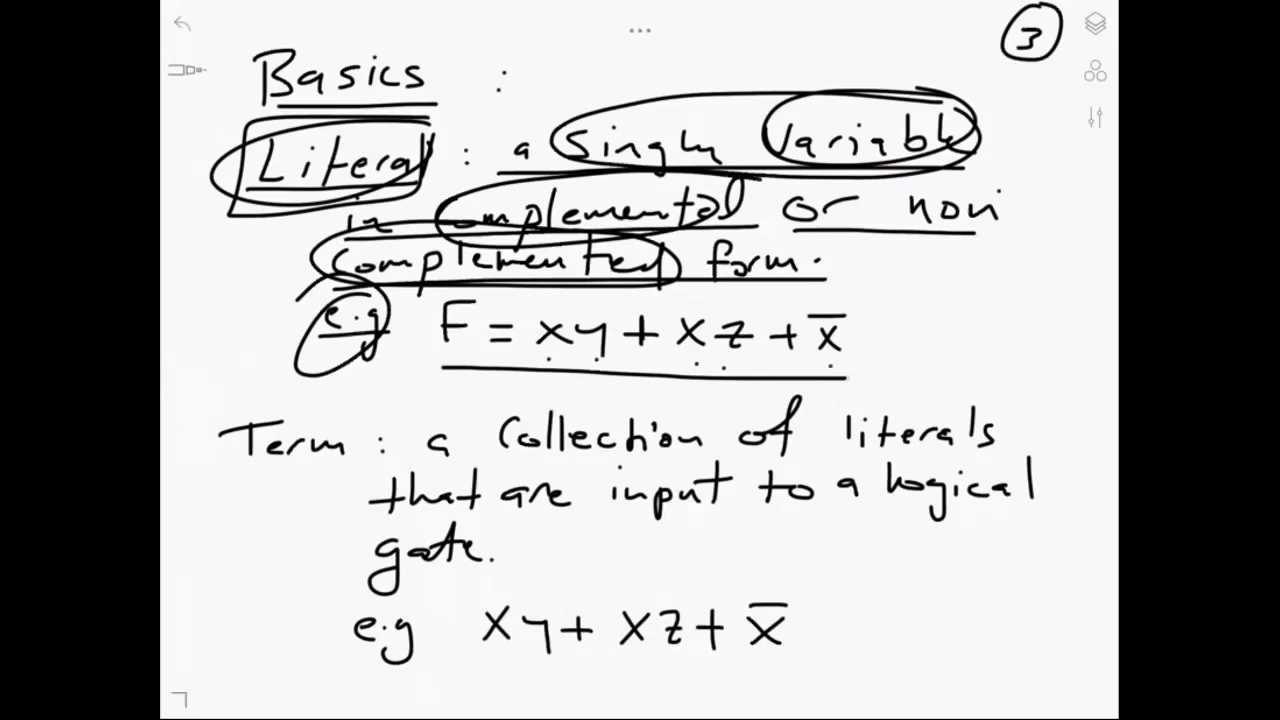 3
Basics :
Literal : a singly variable
in complemented or non
complemented form.
e.g F = xy + xz + x̅
Term : a collection of literals
that are input to a logical
gate.
e.g xy + xz + x̅